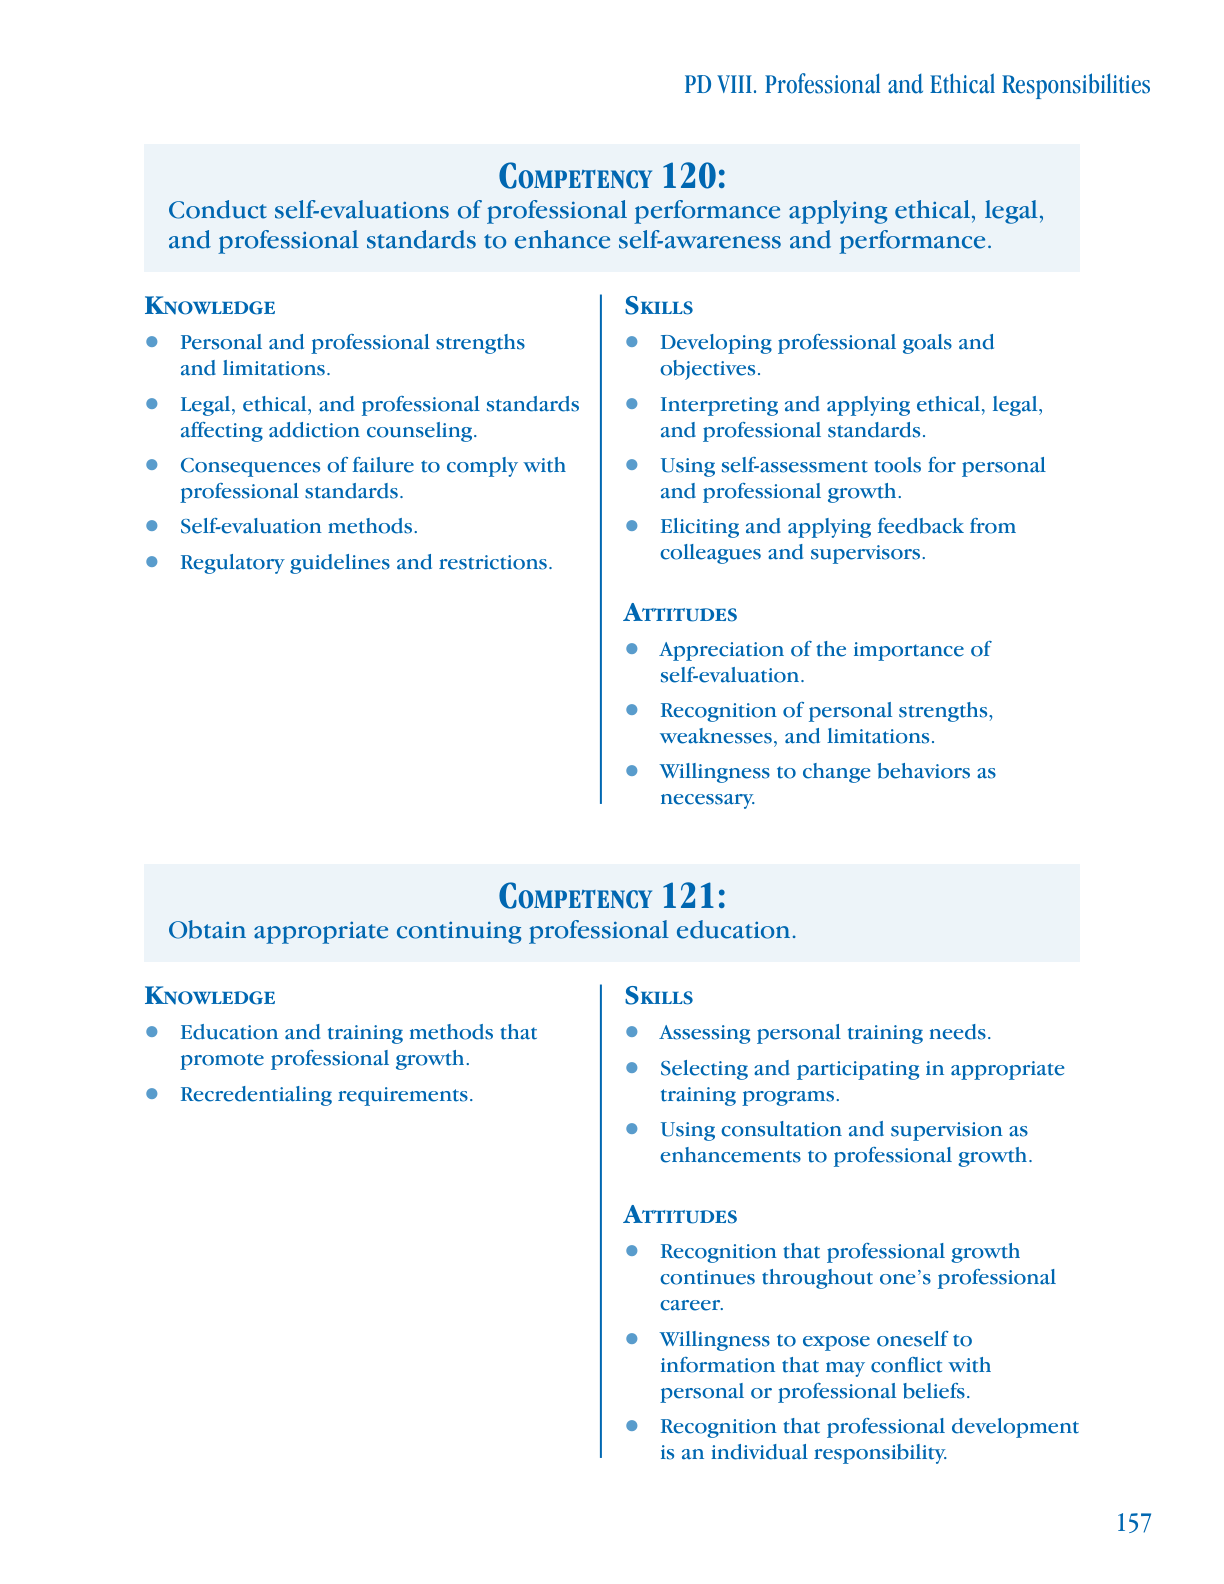 PD VIII. Professional and Ethical Responsibilities
COMPETENCY 120:
Conduct self-evaluations of professional performance applying ethical, legal,
and professional standards to enhance self-awareness and performance.
KNOWLEDGE
● Personal and professional strengths
and limitations.
● Legal, ethical, and professional standards
affecting addiction counseling.
● Consequences of failure to comply with
professional standards.
● Self-evaluation methods.
● Regulatory guidelines and restrictions.
SKILLS
● Developing professional goals and
objectives.
● Interpreting and applying ethical, legal,
and professional standards.
● Using self-assessment tools for personal
and professional growth.
● Eliciting and applying feedback from
colleagues and supervisors.
ATTITUDES
● Appreciation of the importance of
self-evaluation.
● Recognition of personal strengths,
weaknesses, and limitations.
● Willingness to change behaviors as
necessary.
COMPETENCY 121:
Obtain appropriate continuing professional education.
KNOWLEDGE
● Education and training methods that
promote professional growth.
● Recredentialing requirements.
SKILLS
● Assessing personal training needs.
● Selecting and participating in appropriate
training programs.
● Using consultation and supervision as
enhancements to professional growth.
ATTITUDES
● Recognition that professional growth
continues throughout one’s professional
career.
● Willingness to expose oneself to
information that may conflict with
personal or professional beliefs.
● Recognition that professional development
is an individual responsibility.
157